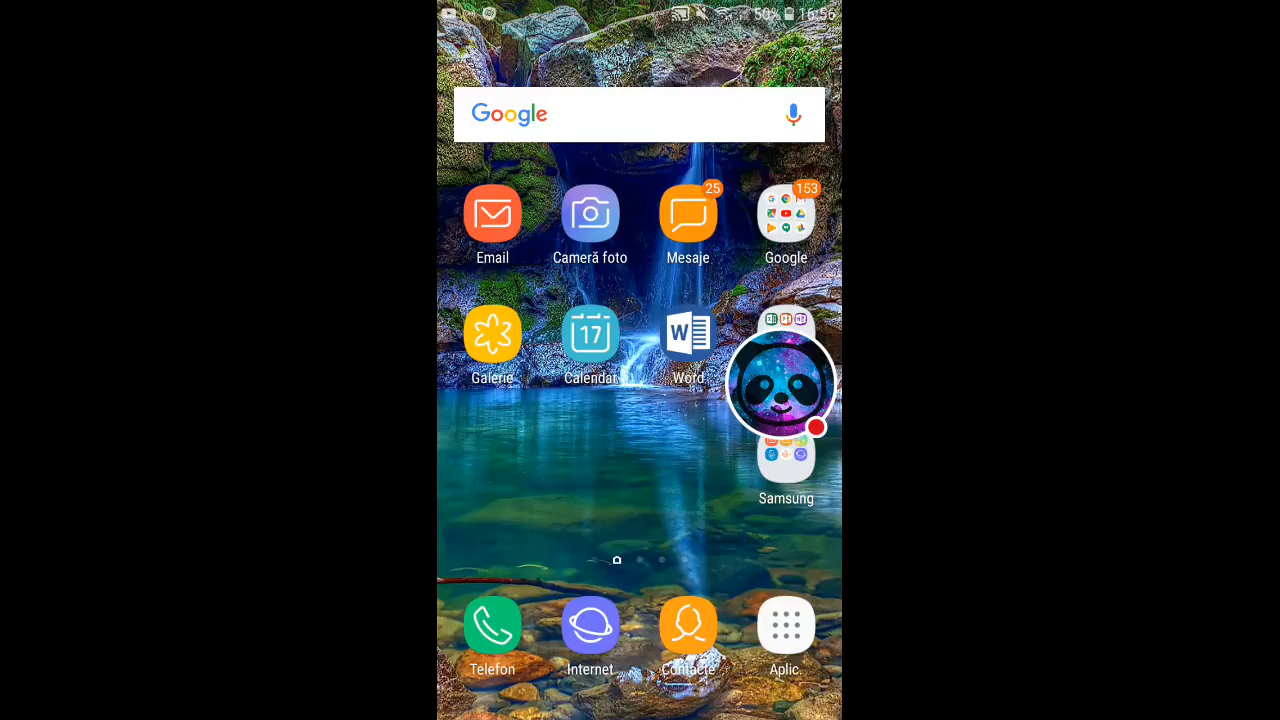 50% 16:56
Google
25
153
Email
Cameră foto
Mesaje
Google
17
W
Galerie
Calendar
Word
Samsung
Telefon
Internet
Contacte
Aplic.